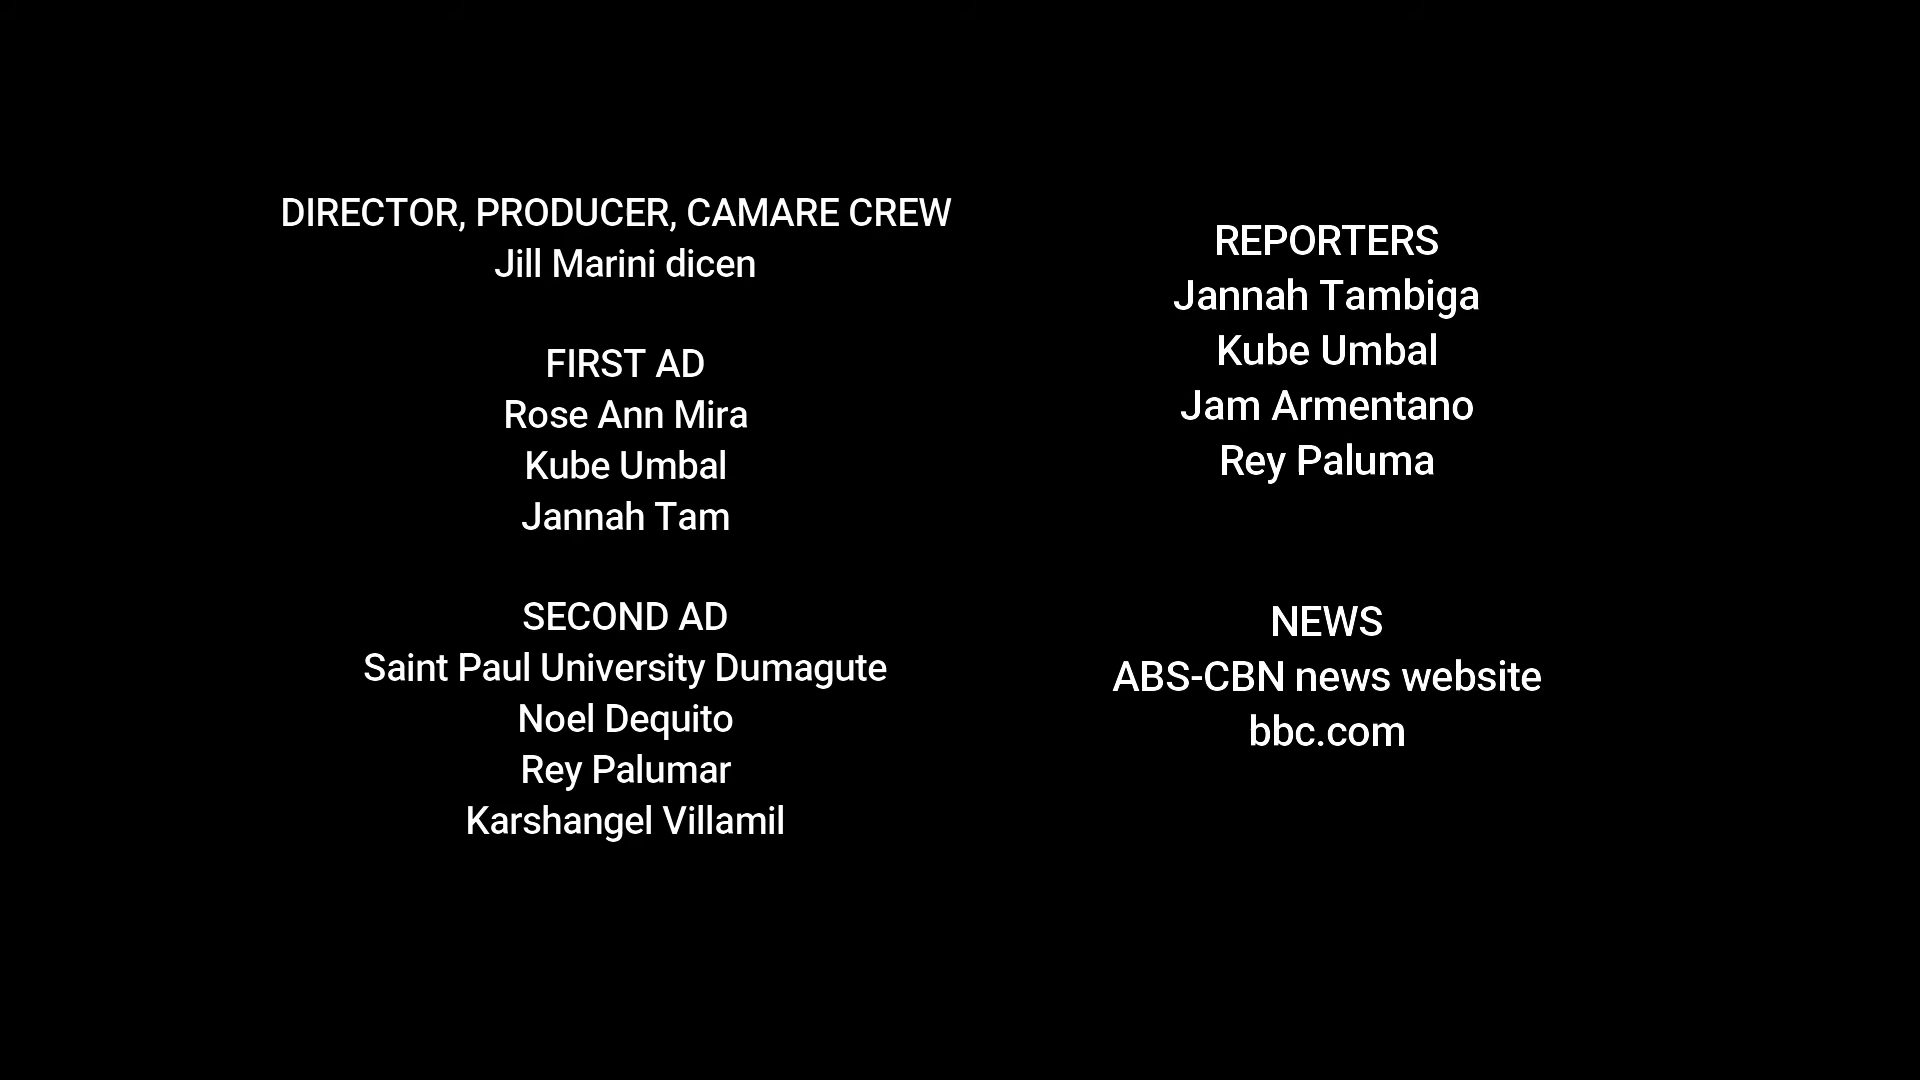 DIRECTOR, PRODUCER, CAMARE CREW
Jill Marini dicen
FIRST AD
Rose Ann Mira
Kube Umbal
Jannah Tam
SECOND AD
Saint Paul University Dumagute
Noel Dequito
Rey Palumar
Karshangel Villamil
REPORTERS
Jannah Tambiga
Kube Umbal
Jam Armentano
Rey Paluma
NEWS
ABS-CBN news website
bbc.com